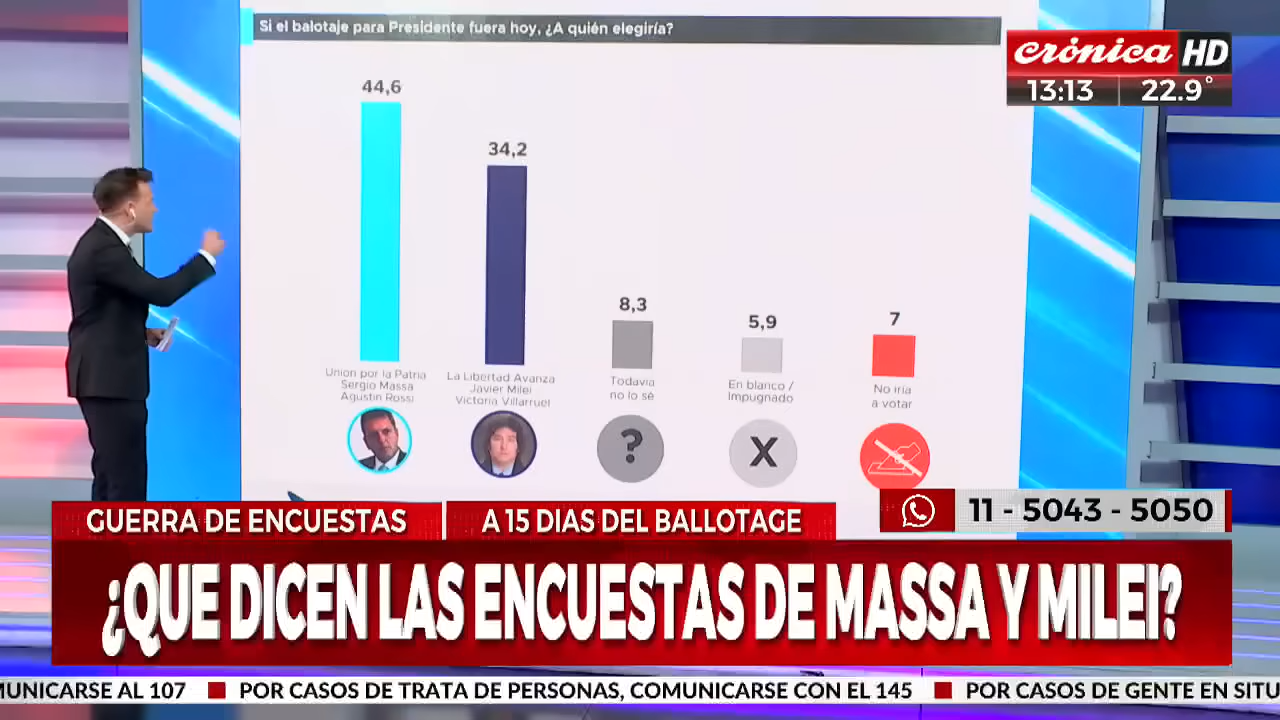 Si el balotaje para Presidente fuera hoy, ¿A quién elegiría?
crónica HD
13:13 22.9°
44,6
34,2
8,3
5,9
7
Union por la Patria
Sergio Massa
Agustin Rossi
La Libertad Avanza
Javier Milei
Victoria Villarruel
Todavia
no lo sé
En blanco /
Impugnado
No iria
a votar
?
X
GUERRA DE ENCUESTAS
A 15 DIAS DEL BALLOTAGE
11 - 5043 - 5050
¿QUE DICEN LAS ENCUESTAS DE MASSA Y MILEI?
MUNICARSE AL 107 POR CASOS DE TRATA DE PERSONAS, COMUNICARSE CON EL 145 POR CASOS DE GENTE EN SITU